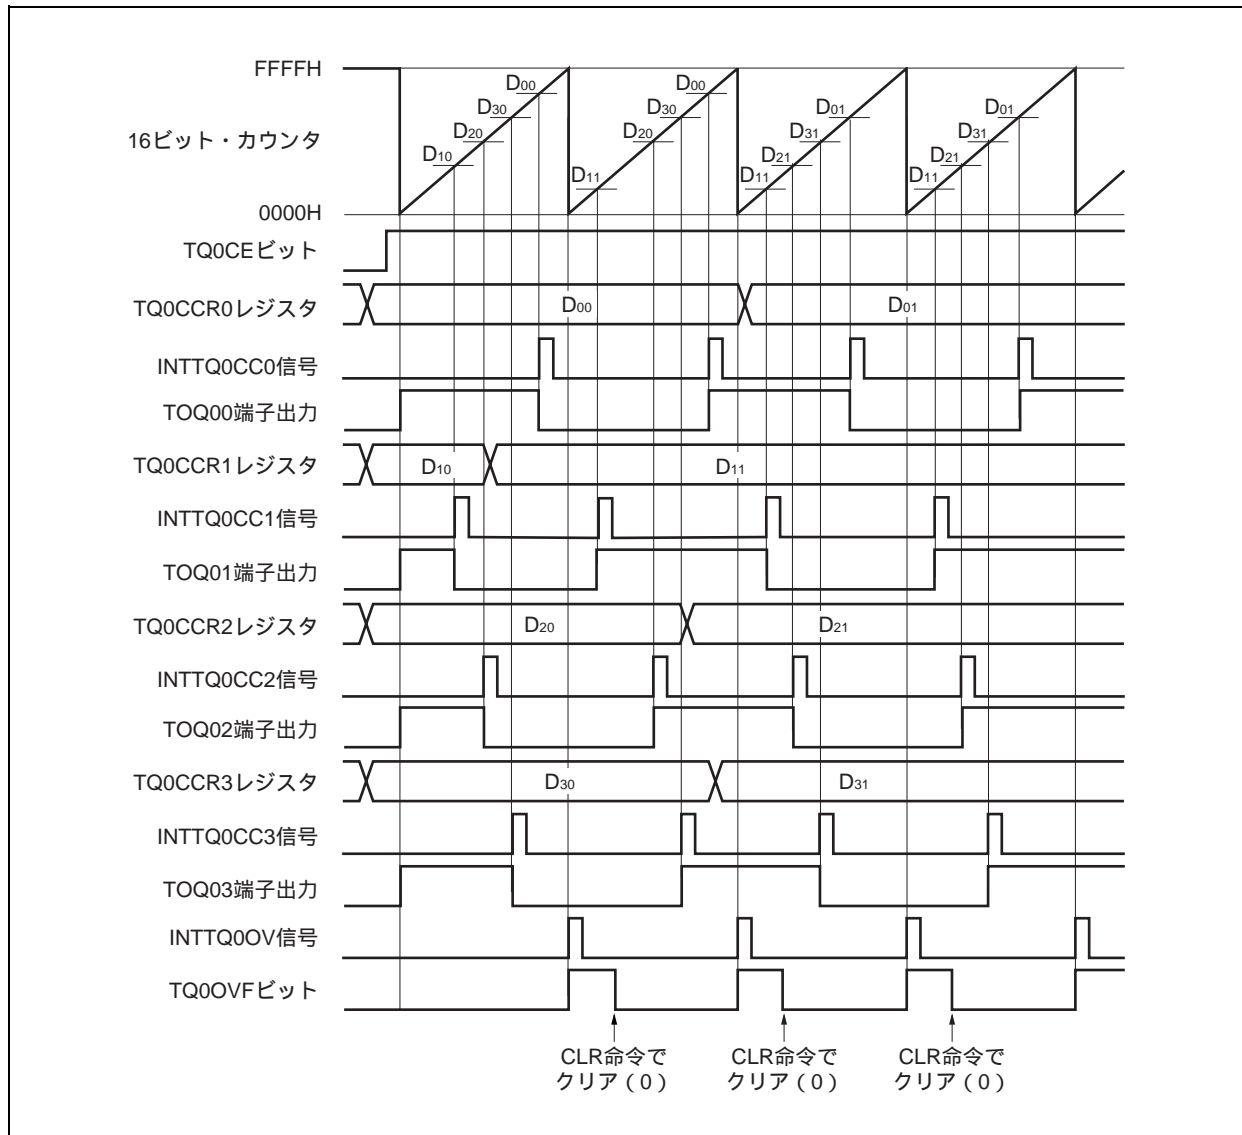 FFFFH
16ビット・カウンタ
0000H
D10 D20 D30 D00 D11 D20 D30 D00 D11 D21 D31 D01 D11 D21 D31 D01
TQ0CEビット
TQ0CCR0レジスタ D00 D01
INTTQ0CC0信号
TOQ00端子出力
TQ0CCR1レジスタ D10 D11
INTTQ0CC1信号
TOQ01端子出力
TQ0CCR2レジスタ D20 D21
INTTQ0CC2信号
TOQ02端子出力
TQ0CCR3レジスタ D30 D31
INTTQ0CC3信号
TOQ03端子出力
INTTQ0OV信号
TQ0OVFビット
CLR命令で CLR命令で CLR命令で
クリア（0） クリア（0） クリア（0）